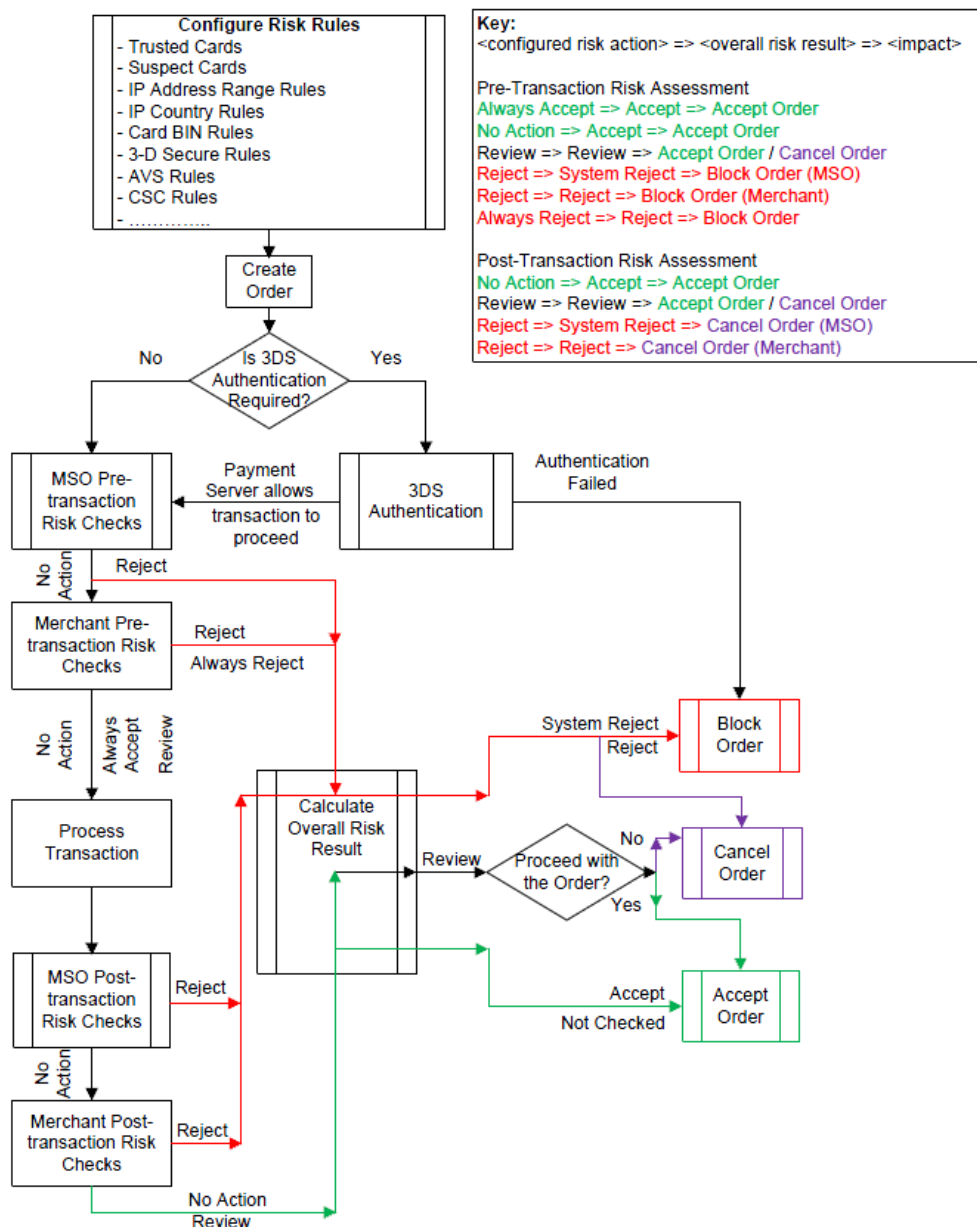 Configure Risk Rules
- Trusted Cards
- Suspect Cards
- IP Address Range Rules
- IP Country Rules
- Card BIN Rules
- 3-D Secure Rules
- AVS Rules
- CSC Rules
- .............
Key:
<configured risk action> => <overall risk result> => <impact>
Pre-Transaction Risk Assessment
Always Accept => Accept => Accept Order
No Action => Accept => Accept Order
Review => Review => Accept Order / Cancel Order
Reject => System Reject => Block Order (MSO)
Reject => Reject => Block Order (Merchant)
Always Reject => Reject => Block Order
Post-Transaction Risk Assessment
No Action => Accept => Accept Order
Review => Review => Accept Order / Cancel Order
Reject => System Reject => Cancel Order (MSO)
Reject => Reject => Cancel Order (Merchant)
Create
Order
No
Is 3DS
Authentication
Required?
Yes
MSO Pre-
transaction
Risk Checks
Payment
Server allows
transaction to
proceed
3DS
Authentication
Authentication
Failed
No
Action
Reject
Merchant Pre-
transaction Risk
Checks
Reject
Always Reject
No
Action
Always
Accept
Review
System Reject
Reject
Block
Order
Process
Transaction
Calculate
Overall Risk
Result
Review
Proceed with
the Order?
No
Yes
Cancel
Order
MSO Post-
transaction
Risk Checks
Reject
Accept
Not Checked
Accept
Order
No
Action
Merchant Post-
transaction Risk
Checks
Reject
No Action
Review